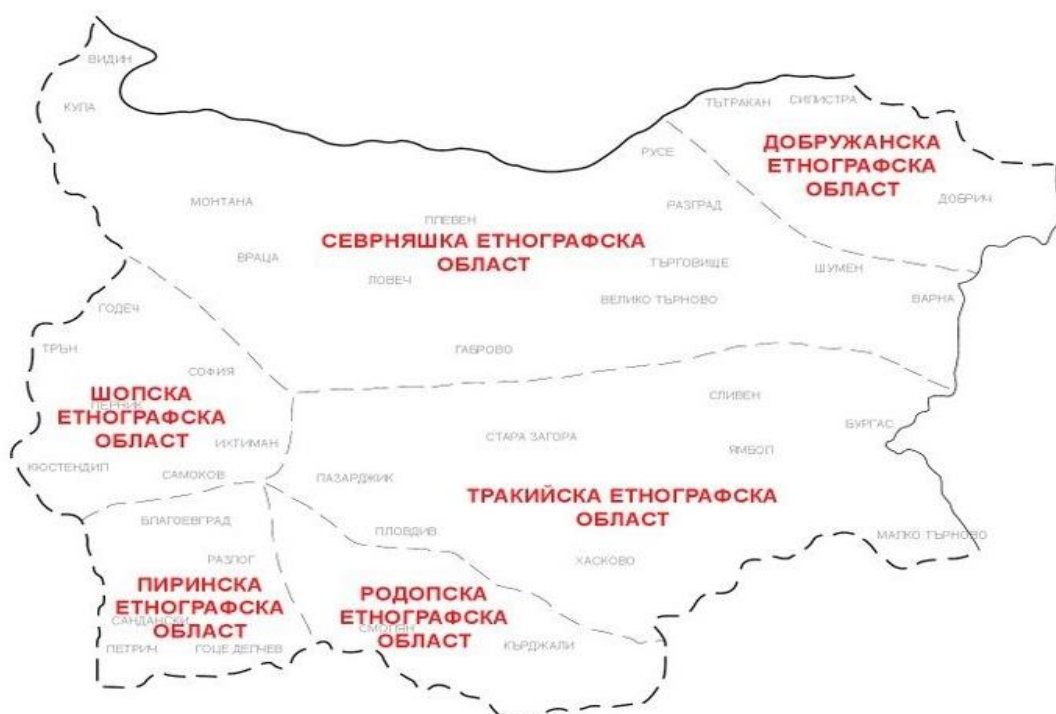 ВИДИН
КУЛА
ТЪТРАКАН
СИЛИСТРА
ДОБРУЖАНСКА
ЕТНОГРАФСКА
ОБЛАСТ
РУСЕ
ДОБРИЧ
МОНТАНА
РАЗГРАД
ПЛЕВЕН
СЕВРНЯШКА ЕТНОГРАФСКА
ОБЛАСТ
ВРАЦА
ЛОВЕЧ
ТЪРГОВИЩЕ
ШУМЕН
ВЕЛИКО ТЪРНОВО
ВАРНА
ГОДЕЧ
ТРЪН
ГАБРОВО
СОФИЯ
ШОПСКА
ПЕРНИК
ЕТНОГРАФСКА
ОБЛАСТ
СЛИВЕН
БУРГАС
ИХТИМАН
СТАРА ЗАГОРА
ЯМБОЛ
КЮСТЕНДИЛ
САМОКОВ
ПАЗАРДЖИК
ТРАКИЙСКА ЕТНОГРАФСКА
ОБЛАСТ
БЛАГОЕВГРАД
ПЛОВДИВ
МАЛКО ТЪРНОВО
РАЗЛОГ
ХАСКОВО
ПИРИНСКА
ЕТНОГРАФСКА
САНДАНСКИ
ОБЛАСТ
РОДОПСКА
ЕТНОГРАФСКА
СМОЛЯН
ОБЛАСТ
ПЕТРИЧ
ГОЦЕ ДЕЛЧЕВ
КЪРДЖАЛИ